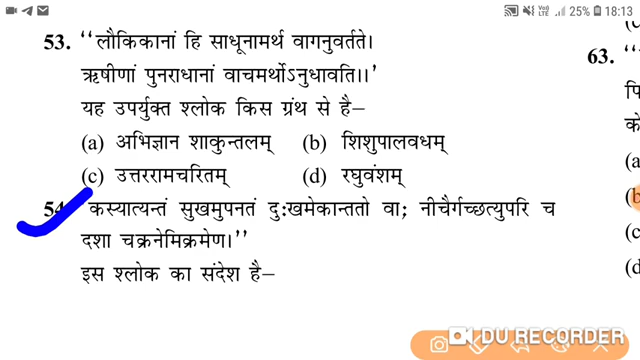 25% 18:13
53. ‘‘लौकिकानां हि साधूनामर्थ वागनुवर्तते।
ऋषीणां पुनराधानां वाचमर्थोऽनुधावति।।’
यह उपर्युक्त श्लोक किस ग्रंथ से है–
(a) अभिज्ञान शाकुन्तलम् (b) शिशुपालवधम्
(c) उत्तररामचरितम् (d) रघुवंशम्
54. कस्यात्यन्तं सुखमुपनतं दुःखमेकान्ततो वा; नीचैर्गच्छत्युपरि च
दशा चक्रनेमिक्रमेण।’’
इस श्लोक का संदेश है–
63.
पि
के
(a
(b
(c
(d
DU RECORDER